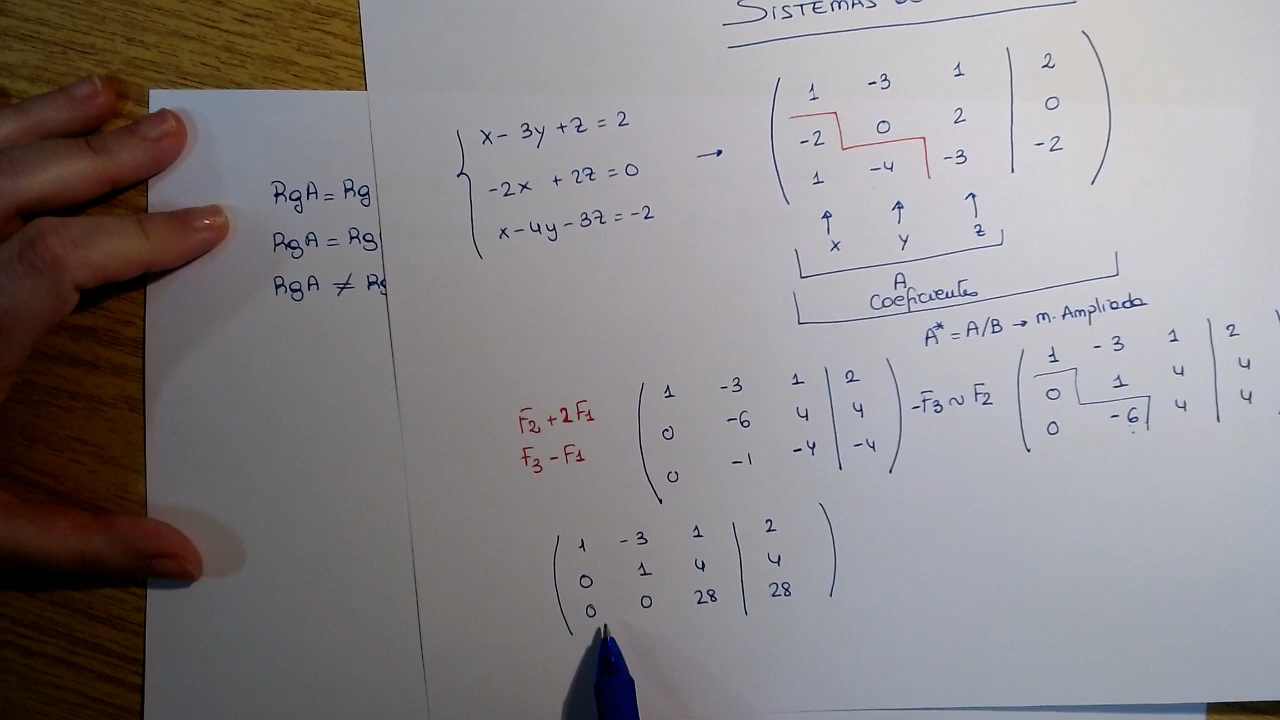 SISTEMAS
RgA = Rg
RgA = Rg
RgA ≠ Rg
x - 3y + z = 2
-2x + 2z = 0
x - 4y - 3z = -2
→
1 -3 1 | 2
-2 0 2 | 0
1 -4 -3 | -2
↑ ↑ ↑
x y z
A
Coeficientes
A* = A/B → m. Ampliada
F2 + 2F1
F3 - F1
1 -3 1 | 2
0 -6 4 | 4
0 -1 -4 | -4
-F3 ~ F2
1 -3 1 | 2
0 1 4 | 4
0 -6 4 | 4
1 -3 1 | 2
0 1 4 | 4
0 0 28 | 28